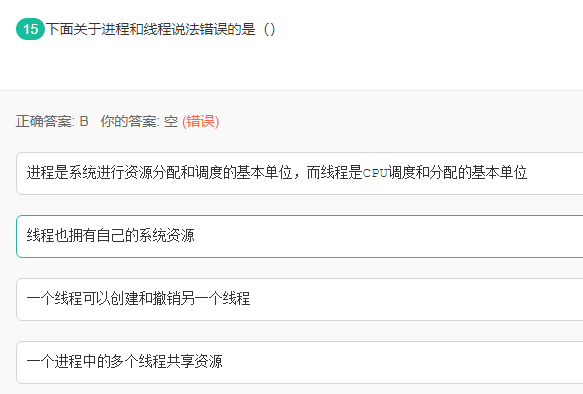 15 下面关于进程和线程说法错误的是（）
正确答案: B 你的答案: 空 (错误)
进程是系统进行资源分配和调度的基本单位，而线程是CPU调度和分配的基本单位
线程也拥有自己的系统资源
一个线程可以创建和撤销另一个线程
一个进程中的多个线程共享资源